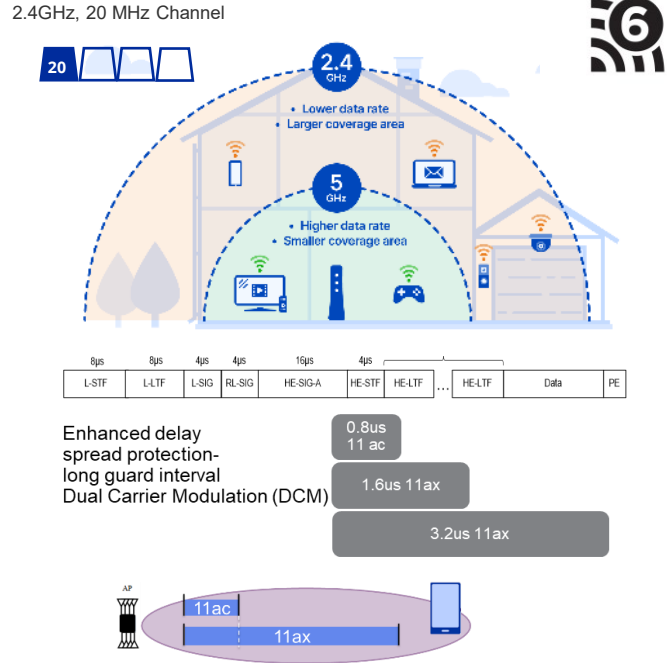 2.4GHz, 20 MHz Channel
6
20
2.4
GHz
• Lower data rate
• Larger coverage area
5
GHz
• Higher data rate
• Smaller coverage area
8µs 8µs 4µs 4µs 16µs 4µs
L-STF L-LTF L-SIG RL-SIG HE-SIG-A HE-STF HE-LTF ... HE-LTF Data PE
Enhanced delay
spread protection-
long guard interval
Dual Carrier Modulation (DCM)
0.8us
11 ac
1.6us 11ax
3.2us 11ax
AP
11ac
11ax